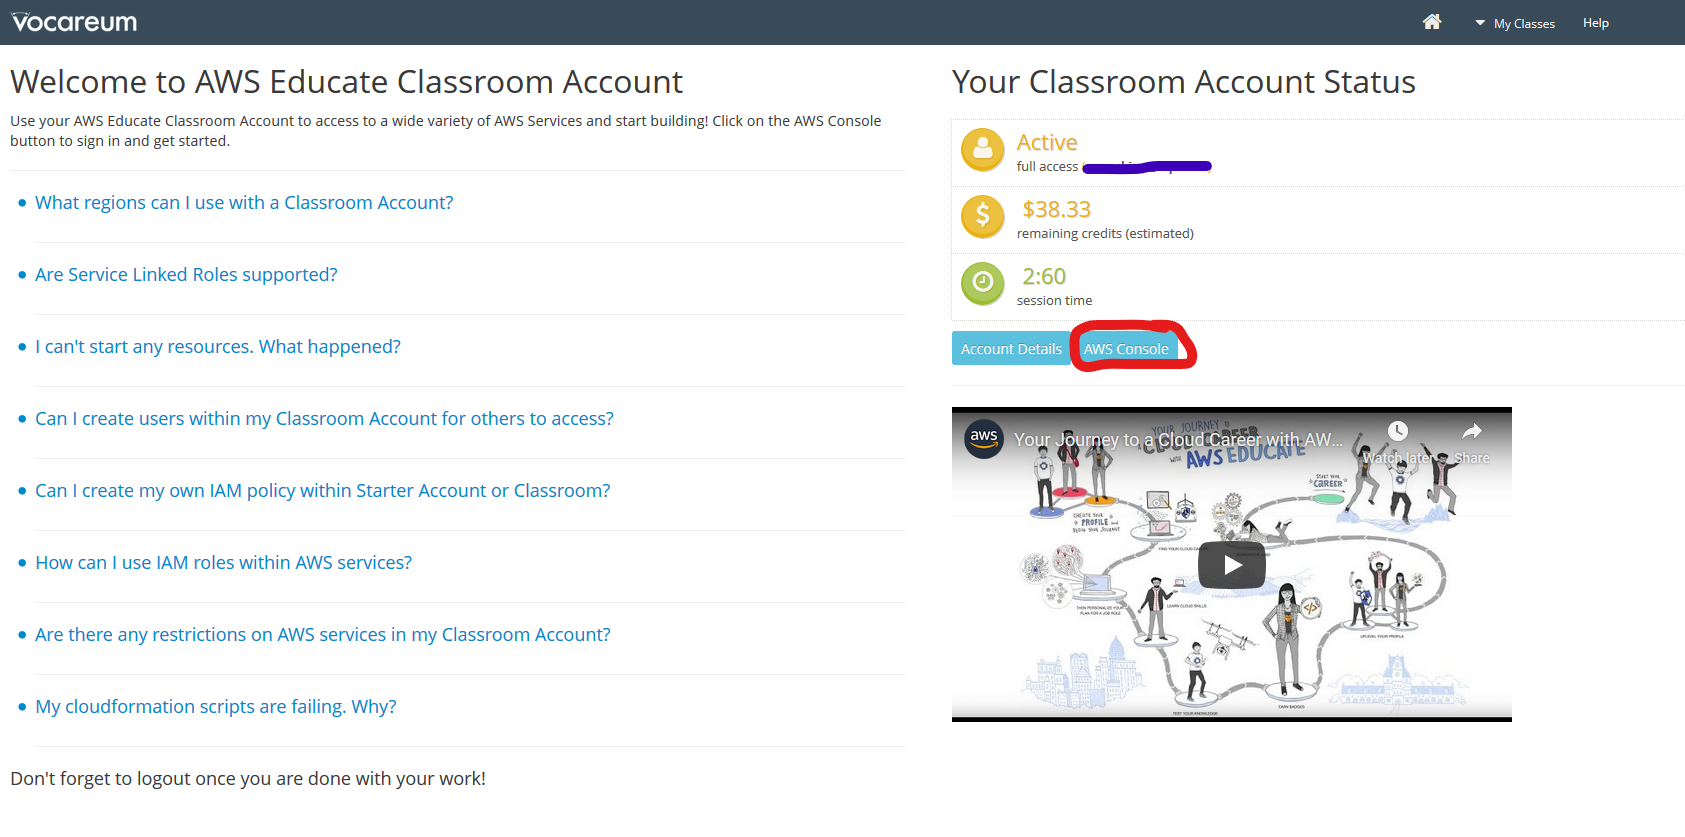 Vocareum
My Classes
Help
Welcome to AWS Educate Classroom Account
Use your AWS Educate Classroom Account to access to a wide variety of AWS Services and start building! Click on the AWS Console
button to sign in and get started.
What regions can I use with a Classroom Account?
Are Service Linked Roles supported?
I can't start any resources. What happened?
Can I create users within my Classroom Account for others to access?
Can I create my own IAM policy within Starter Account or Classroom?
How can I use IAM roles within AWS services?
Are there any restrictions on AWS services in my Classroom Account?
My cloudformation scripts are failing. Why?
Don't forget to logout once you are done with your work!
Your Classroom Account Status
Active
full access
$38.33
remaining credits (estimated)
2:60
session time
Account Details
AWS Console
aws
Your Journey to a Cloud Career with AW...
Watch later
Share
YOUR JOURNEY to a
CLOUD CAREER
WITH AWS EDUCATE
START YOUR
CAREER
CREATE YOUR
PROFILE and
BEGIN YOUR JOURNEY
FIND YOUR CLOUD CAREER
THEN PERSONALIZE YOUR
PLAN FOR A JOB ROLE
LEARN CLOUD SKILLS
UPLEVEL YOUR PROFILE
EARN BADGES
TEST YOUR KNOWLEDGE